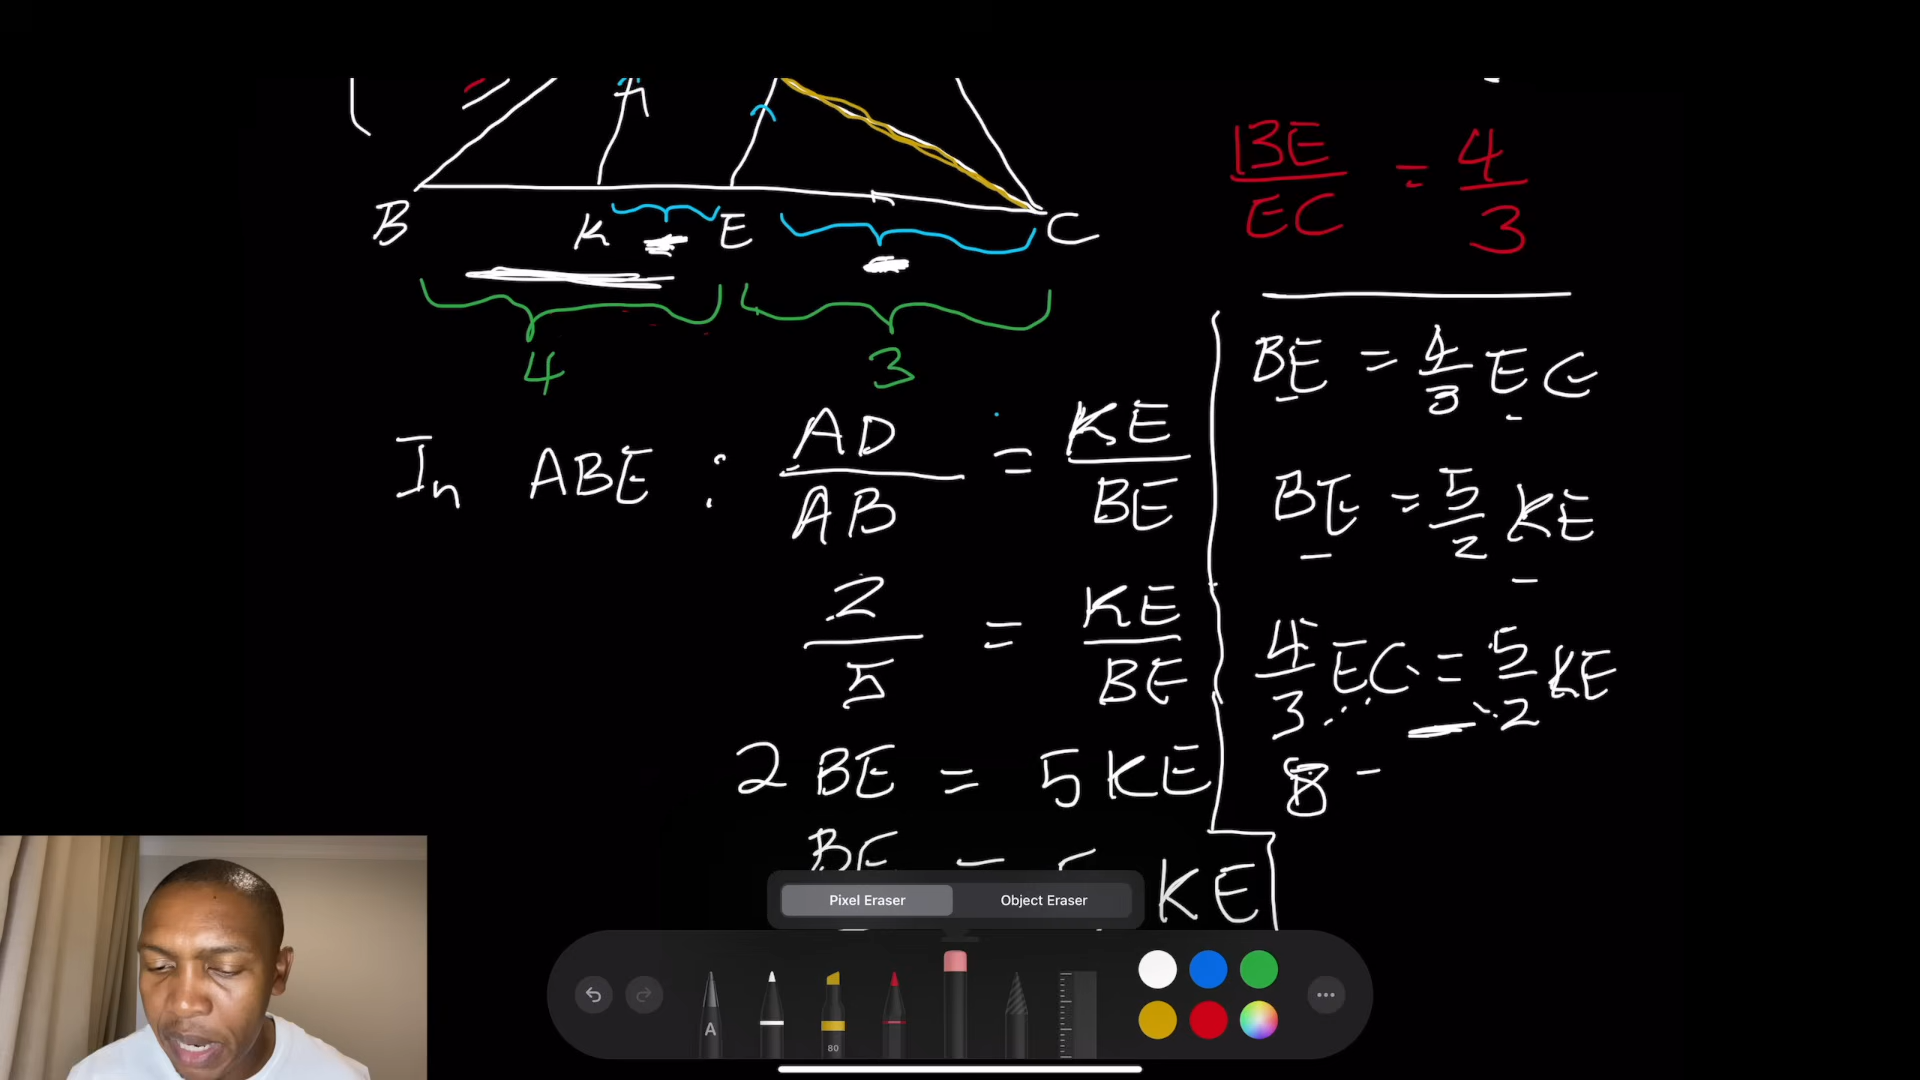 B K E C
4 3
BE/EC = 4/3
In ABE : AD/AB = KE/BE
2/5 = KE/BE
2 BE = 5 KE
BE = KE
BE = 4/3 EC
BE = 5/2 KE
4/3 EC = 5/2 KE
8
Pixel Eraser Object Eraser
A 80